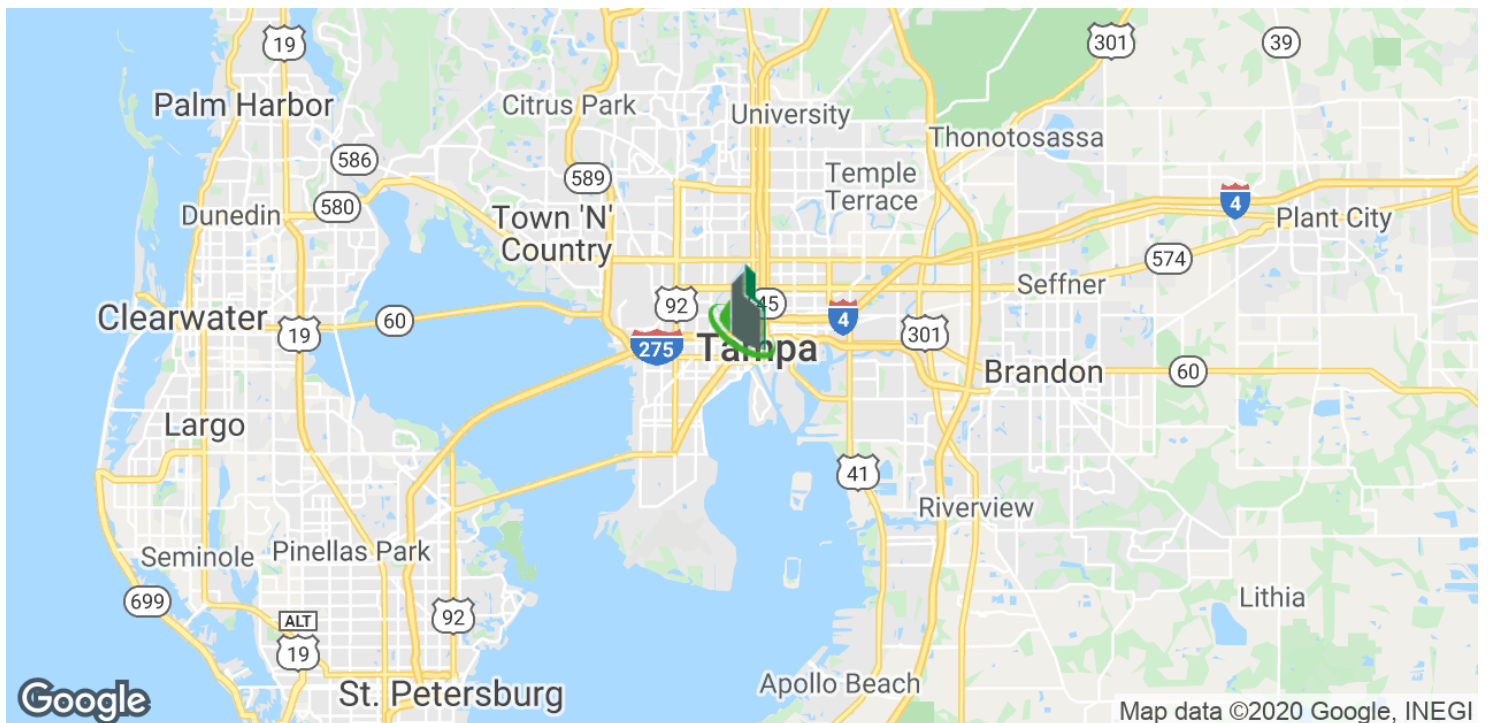 19
301
39
Palm Harbor
Citrus Park
University
Thonotosassa
586
589
Temple
Terrace
4
580
Dunedin
Town 'N'
Country
Plant City
574
Seffner
92
45
Clearwater
60
19
4
301
275
Tampa
Brandon
60
Largo
41
Riverview
Seminole
Pinellas Park
699
92
Lithia
ALT
19
St. Petersburg
Apollo Beach
Google
Map data ©2020 Google, INEGI